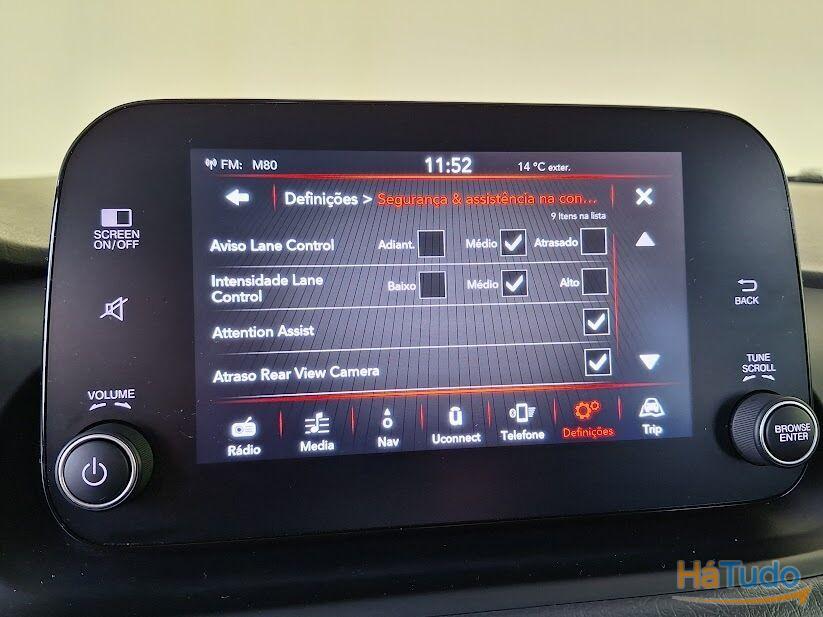 FM: M80 11:52 14 °C exter.
Definições > Segurança & assistência na con...
9 Itens na lista
Aviso Lane Control Adiant. Médio Atrasado
Intensidade Lane
Control Baixo Médio Alto
Attention Assist
Atraso Rear View Camera
Rádio Media Nav Uconnect Telefone Definições Trip
SCREEN
ON/OFF
VOLUME
BACK
TUNE
SCROLL
BROWSE
ENTER
HáTudo